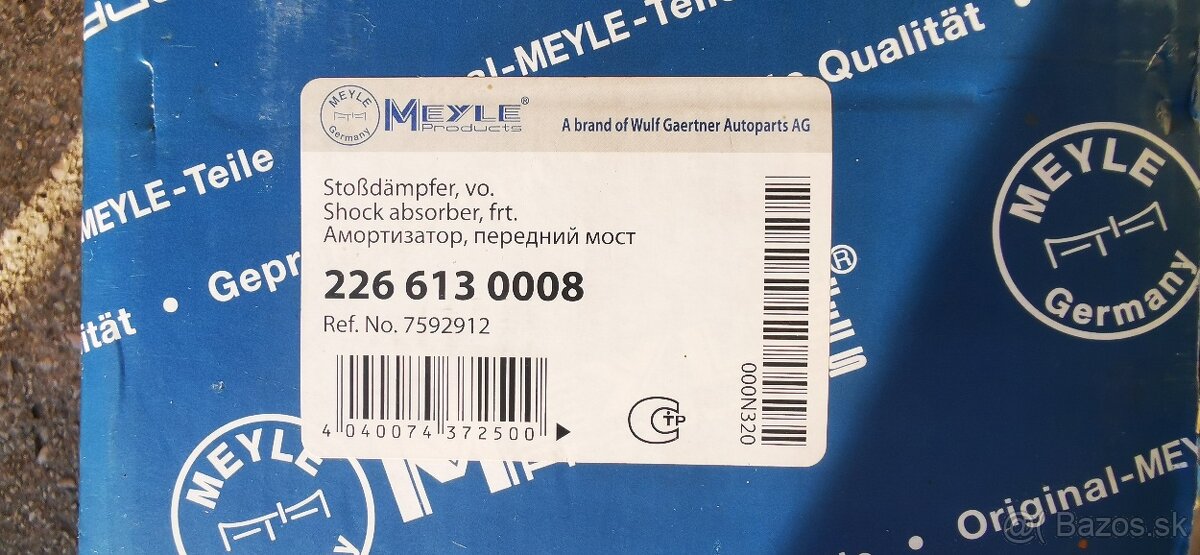 MEYLE-Teile
l-MEYLE-Teile
Qualität
MEYLE
Germany
MEYLE®
Products
A brand of Wulf Gaertner Autoparts AG
Stoßdämpfer, vo.
Shock absorber, frt.
Амортизатор, передний мост
226 613 0008
Ref. No. 7592912
4 040074 372500
000N320
MEYLE
Germany
Gepr
ität
MEYLE
Germany
Original-MEY
@ Bazos.sk